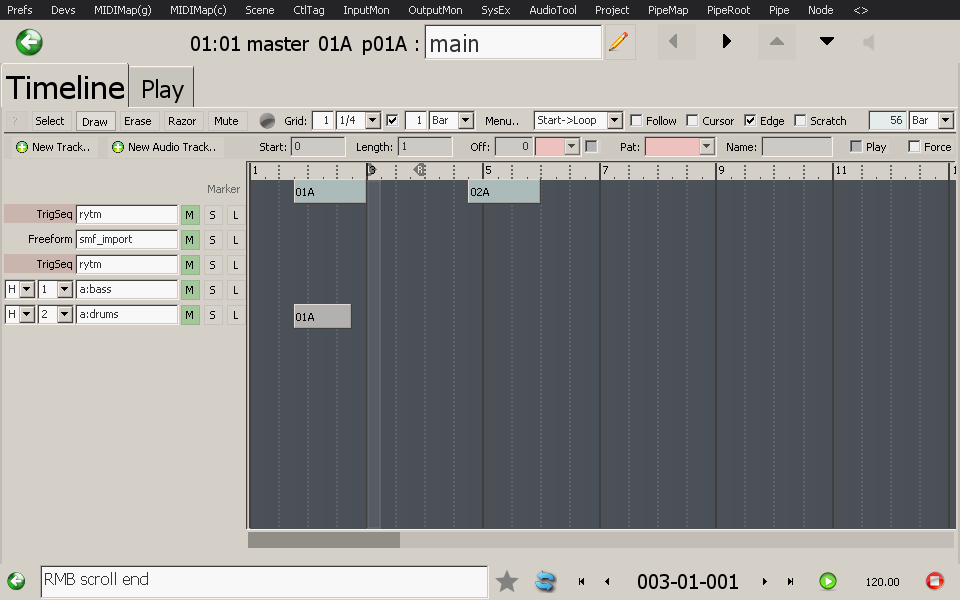 Prefs Devs MIDIMap(g) MIDIMap(c) Scene CtlTag InputMon OutputMon SysEx AudioTool Project PipeMap PipeRoot Pipe Node <>
01:01 master 01A p01A : main
Timeline Play
? Select Draw Erase Razor Mute Grid: 1 1/4 1 Bar Menu.. Start->Loop Follow Cursor Edge Scratch 56 Bar
New Track.. New Audio Track.. Start: 0 Length: 1 Off: 0 Pat: Name: Play Force
1 3 5 7 9 11 1
Marker 01A 02A
TrigSeq rytm M S L
Freeform smf_import M S L
TrigSeq rytm M S L
H 1 a:bass M S L
H 2 a:drums M S L 01A
RMB scroll end 003-01-001 120.00